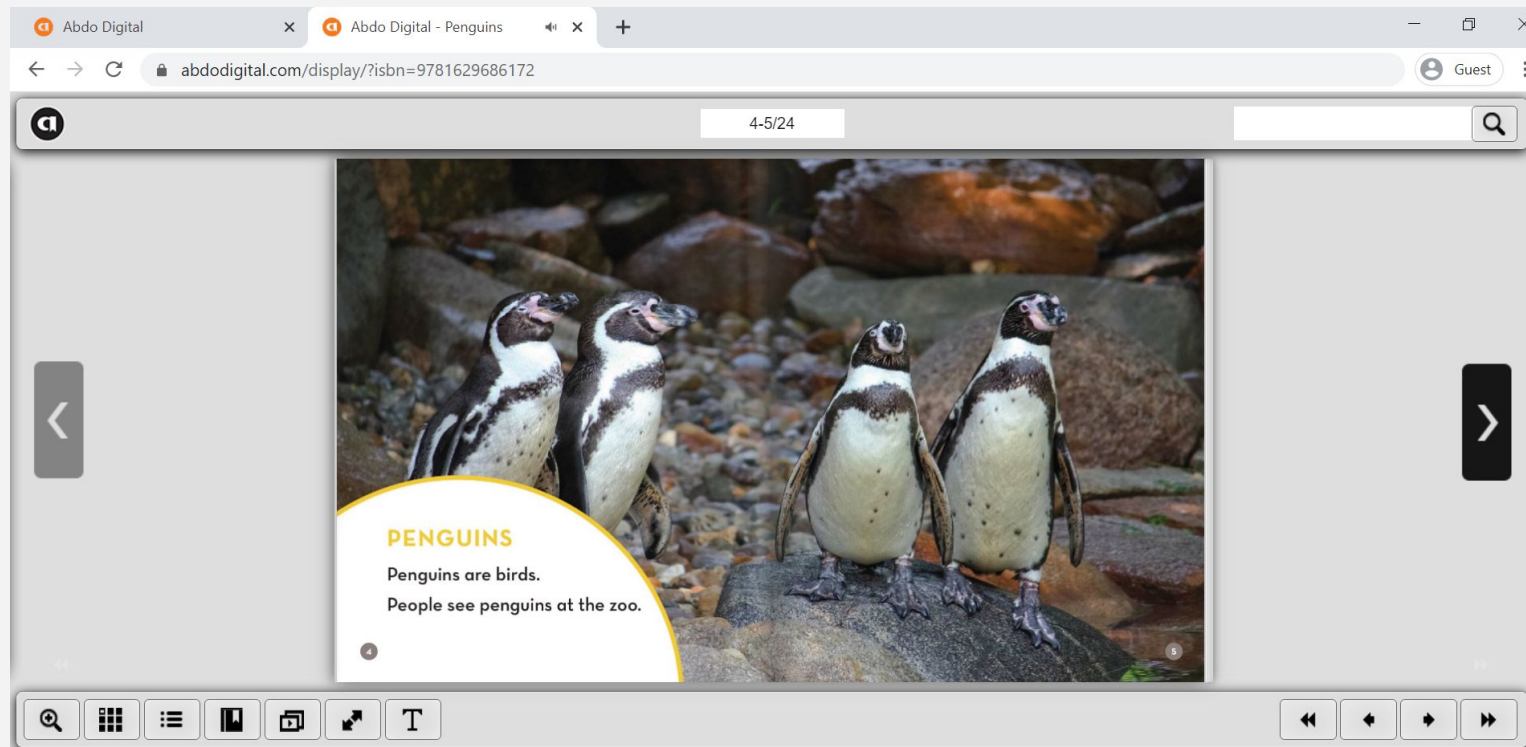 Abdo Digital
Abdo Digital - Penguins
abdodigital.com/display/?isbn=9781629686172
Guest
4-5/24
PENGUINS
Penguins are birds.
People see penguins at the zoo.
4
5
T